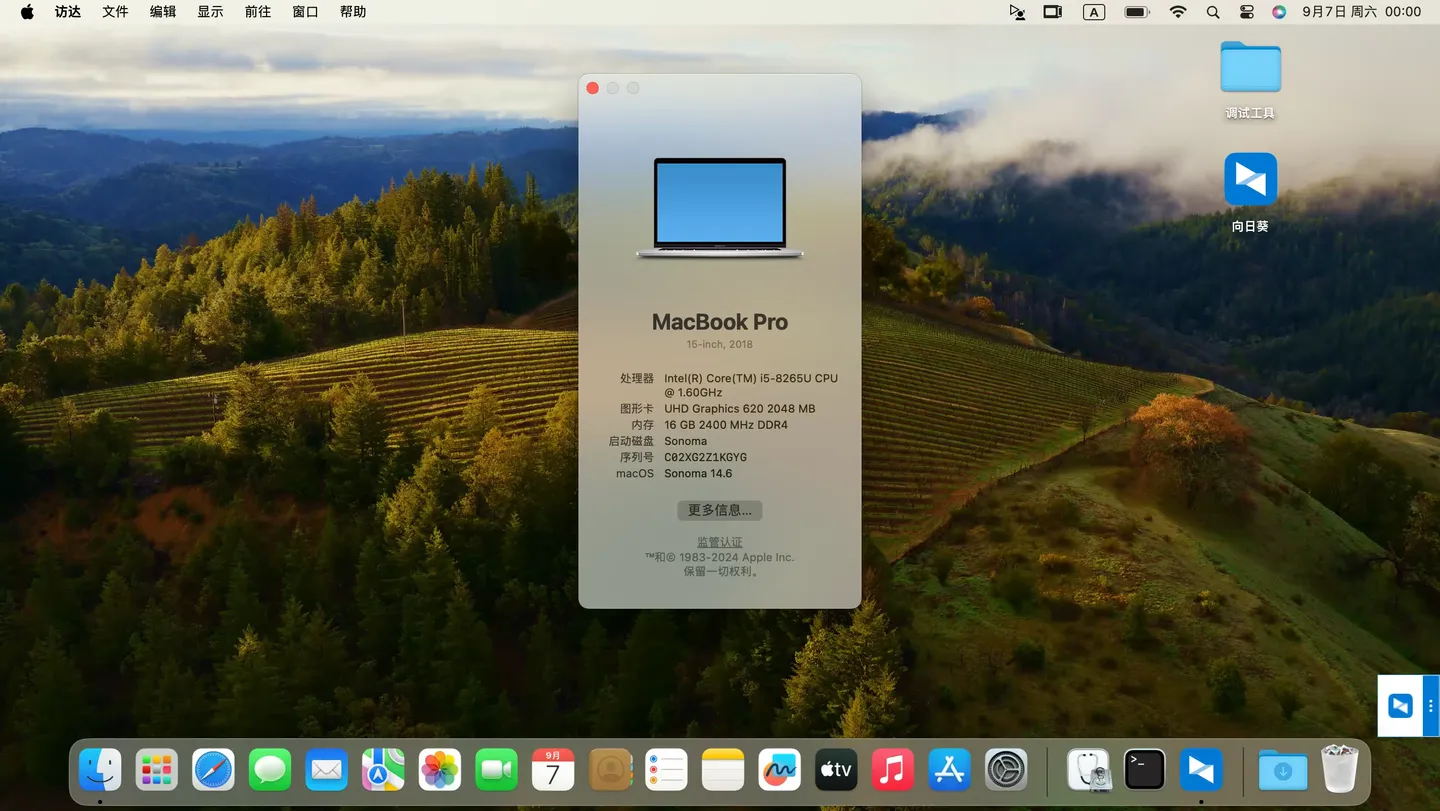 访达 文件 编辑 显示 前往 窗口 帮助 A 9月7日 周六 00:00
调试工具
向日葵
MacBook Pro
15-inch, 2018
处理器 Intel(R) Core(TM) i5-8265U CPU
@ 1.60GHz
图形卡 UHD Graphics 620 2048 MB
内存 16 GB 2400 MHz DDR4
启动磁盘 Sonoma
序列号 C02XG2Z1KGYG
macOS Sonoma 14.6
更多信息...
监管认证
™和© 1983-2024 Apple Inc.
保留一切权利。
9月
7
tv
>_